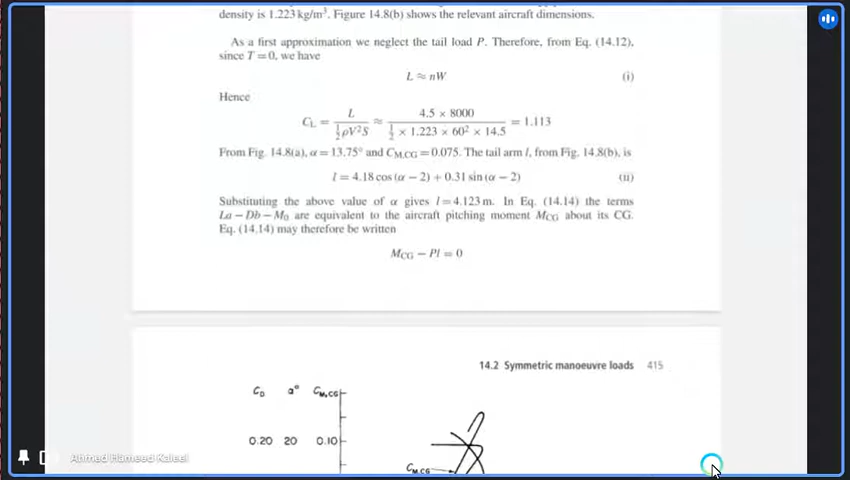 density is 1.223 kg/m³. Figure 14.8(b) shows the relevant aircraft dimensions.
As a first approximation we neglect the tail load P. Therefore, from Eq. (14.12),
since T = 0, we have
L ≈ nW (i)
Hence
C_L = L / (½ρV²S) ≈ (4.5 × 8000) / (½ × 1.223 × 60² × 14.5) = 1.113
From Fig. 14.8(a), α = 13.75° and C_M,CG = 0.075. The tail arm l, from Fig. 14.8(b), is
l = 4.18 cos(α − 2) + 0.31 sin(α − 2) (ii)
Substituting the above value of α gives l = 4.123 m. In Eq. (14.14) the terms
La − Db − M₀ are equivalent to the aircraft pitching moment M_CG about its CG.
Eq. (14.14) may therefore be written
M_CG − Pl = 0
14.2 Symmetric manoeuvre loads 415
C_D α° C_M,CG
0.20 20 0.10
C_M,CG
Ahmed Hameed Kaleel